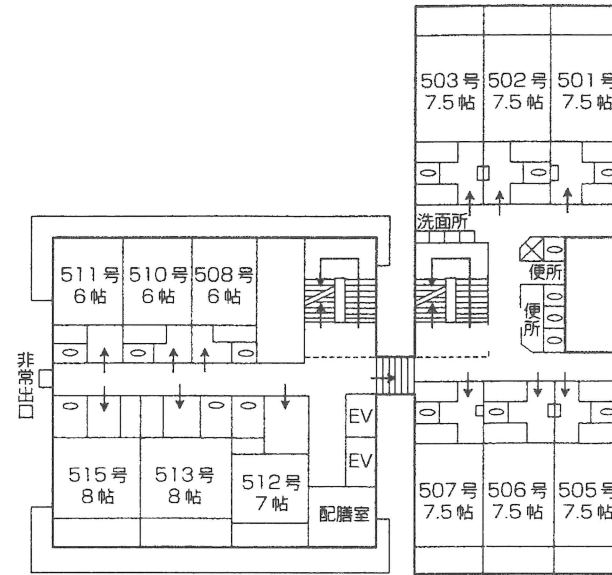 503号
7.5帖
502号
7.5帖
501号
7.5帖
洗面所
便所
便所
511号
6帖
510号
6帖
508号
6帖
非常出口
EV
EV
515号
8帖
513号
8帖
512号
7帖
配膳室
507号
7.5帖
506号
7.5帖
505号
7.5帖